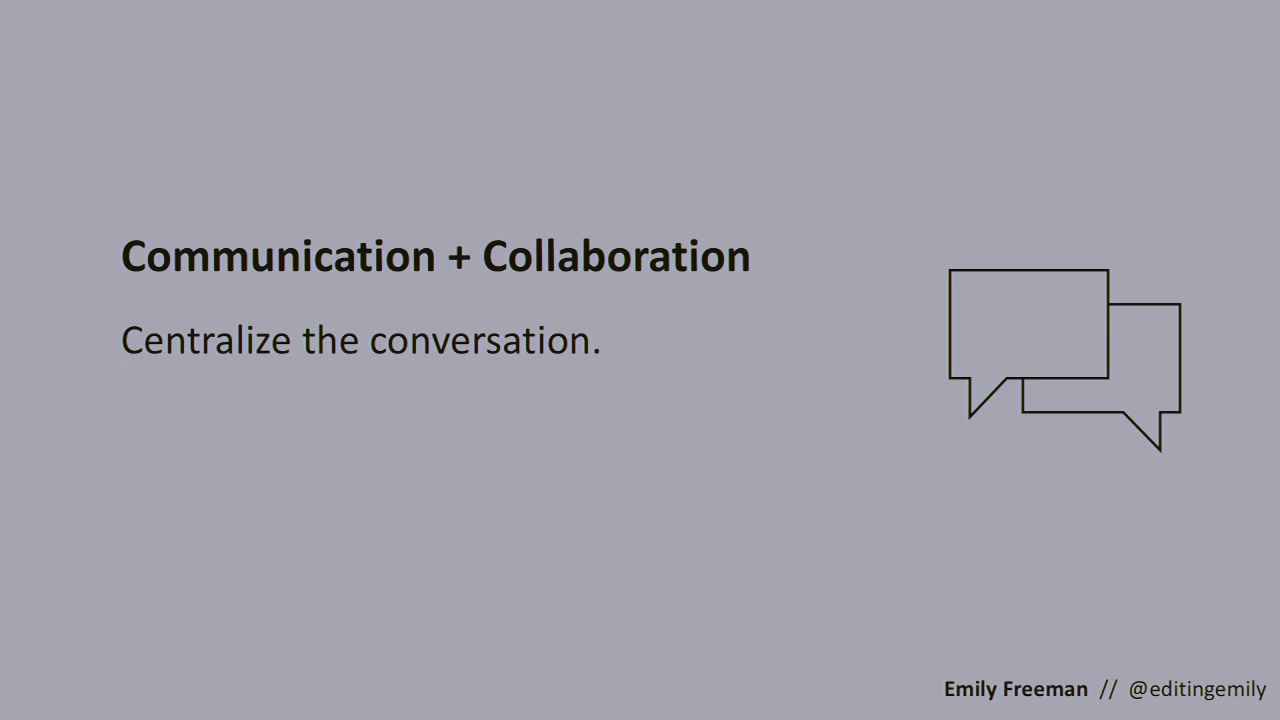 Communication + Collaboration
Centralize the conversation.
Emily Freeman // @editingemily